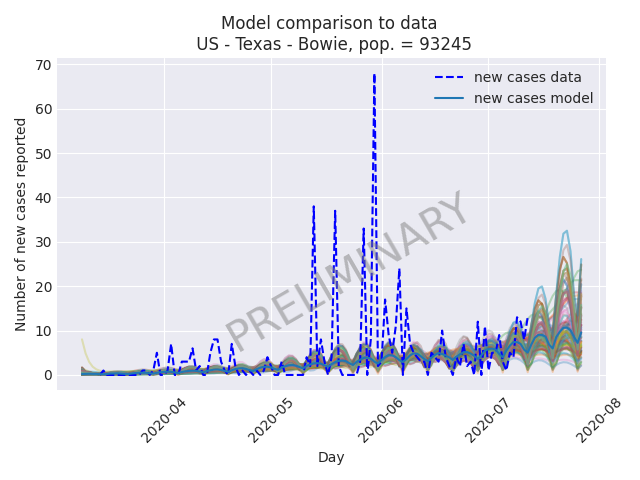 Model comparison to data
US - Texas - Bowie, pop. = 93245
new cases data
new cases model
Number of new cases reported
70
60
50
40
30
20
10
0
PRELIMINARY
2020-04
2020-05
2020-06
2020-07
2020-08
Day